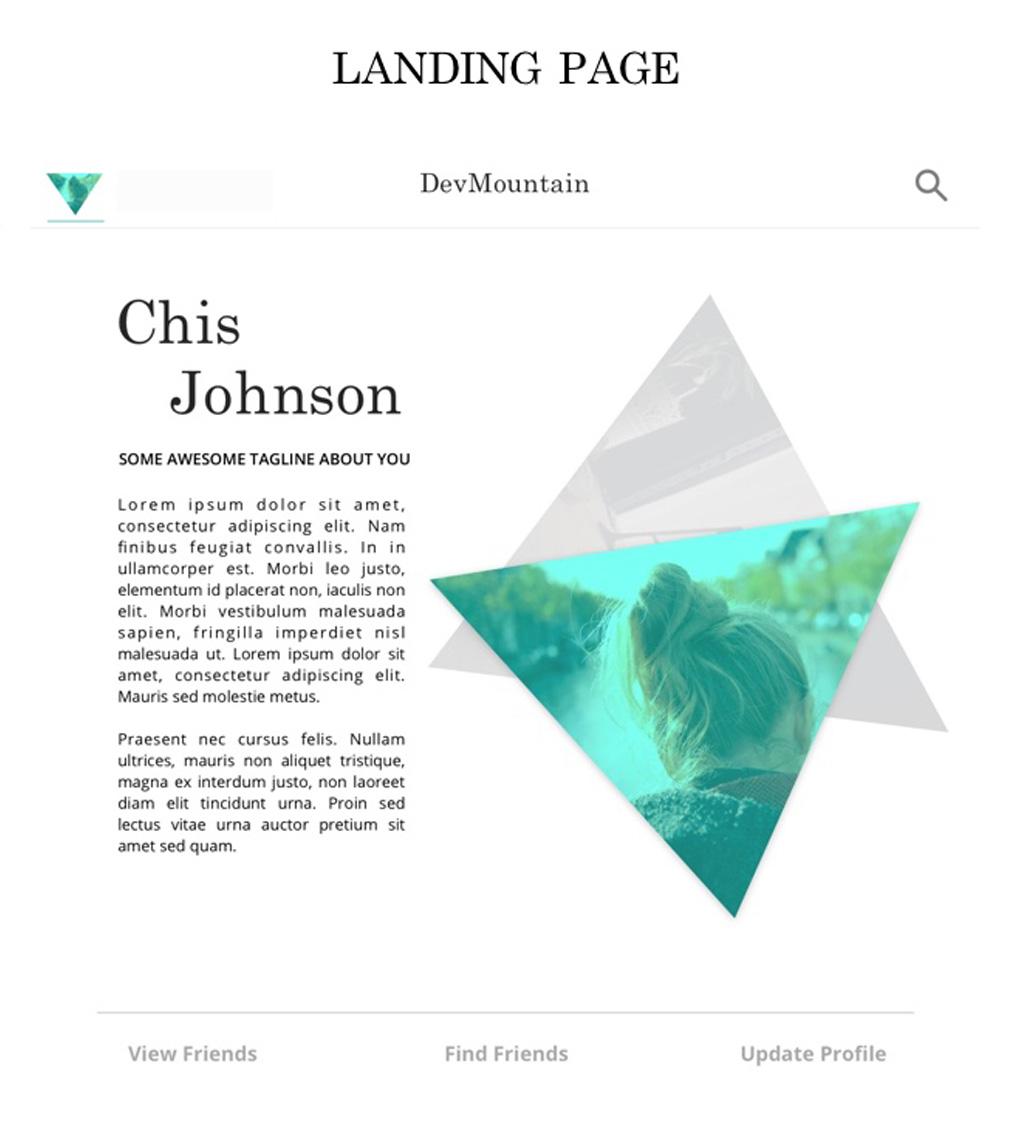 LANDING PAGE
DevMountain
Chis
Johnson
SOME AWESOME TAGLINE ABOUT YOU
Lorem ipsum dolor sit amet,
consectetur adipiscing elit. Nam
finibus feugiat convallis. In in
ullamcorper est. Morbi leo justo,
elementum id placerat non, iaculis non
elit. Morbi vestibulum malesuada
sapien, fringilla imperdiet nisl
malesuada ut. Lorem ipsum dolor sit
amet, consectetur adipiscing elit.
Mauris sed molestie metus.
Praesent nec cursus felis. Nullam
ultrices, mauris non aliquet tristique,
magna ex interdum justo, non laoreet
diam elit tincidunt urna. Proin sed
lectus vitae urna auctor pretium sit
amet sed quam.
View Friends
Find Friends
Update Profile